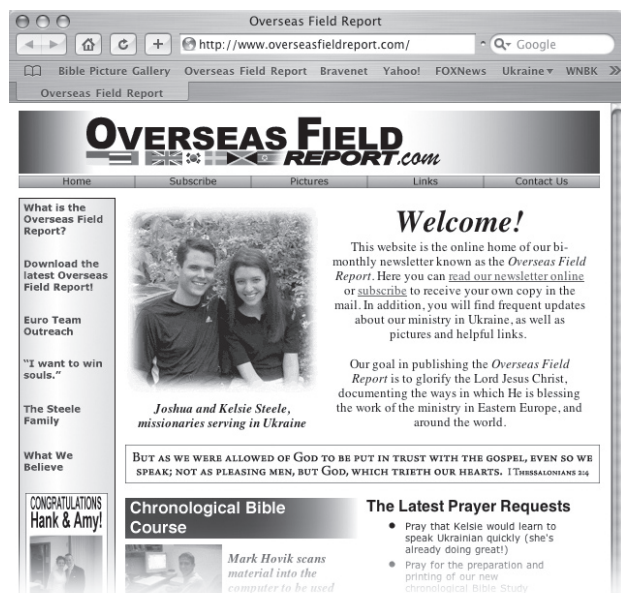 Overseas Field Report
http://www.overseasfieldreport.com/
Google
Bible Picture Gallery Overseas Field Report Bravenet Yahoo! FOXNews Ukraine WNBK
Overseas Field Report
OVERSEAS FIELD
REPORT.com
Home Subscribe Pictures Links Contact Us
What is the
Overseas Field
Report?
Download the
latest Overseas
Field Report!
Euro Team
Outreach
"I want to win
souls."
The Steele
Family
What We
Believe
CONGRATULATIONS
Hank & Amy!
Joshua and Kelsie Steele,
missionaries serving in Ukraine
Welcome!
This website is the online home of our bi-
monthly newsletter known as the Overseas Field
Report. Here you can read our newsletter online
or subscribe to receive your own copy in the
mail. In addition, you will find frequent updates
about our ministry in Ukraine, as well as
pictures and helpful links.
Our goal in publishing the Overseas Field
Report is to glorify the Lord Jesus Christ,
documenting the ways in which He is blessing
the work of the ministry in Eastern Europe, and
around the world.
BUT AS WE WERE ALLOWED OF GOD TO BE PUT IN TRUST WITH THE GOSPEL, EVEN SO WE
SPEAK; NOT AS PLEASING MEN, BUT GOD, WHICH TRIETH OUR HEARTS. I THESSALONIANS 2:4
Chronological Bible
Course
Mark Hovik scans
material into the
computer to be used
The Latest Prayer Requests
• Pray that Kelsie would learn to
speak Ukrainian quickly (she's
already doing great!)
• Pray for the preparation and
printing of our new
chronological Bible Study